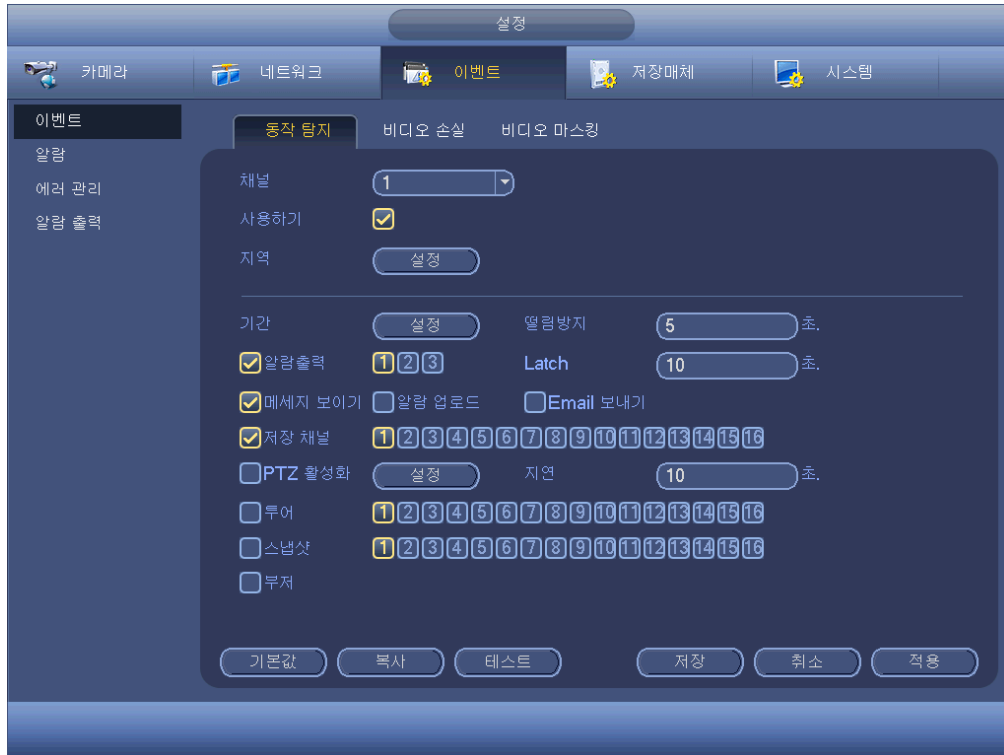 설정
카메라 네트워크 이벤트 저장매체 시스템
이벤트
알람
에러 관리
알람 출력
동작 탐지 비디오 손실 비디오 마스킹
채널 1
사용하기
지역 설정
기간 설정 떨림방지 5 초.
알람출력 1 2 3 Latch 10 초.
메세지 보이기 알람 업로드 Email 보내기
저장 채널 1 2 3 4 5 6 7 8 9 10 11 12 13 14 15 16
PTZ 활성화 설정 지연 10 초.
투어 1 2 3 4 5 6 7 8 9 10 11 12 13 14 15 16
스냅샷 1 2 3 4 5 6 7 8 9 10 11 12 13 14 15 16
부저
기본값 복사 테스트 저장 취소 적용